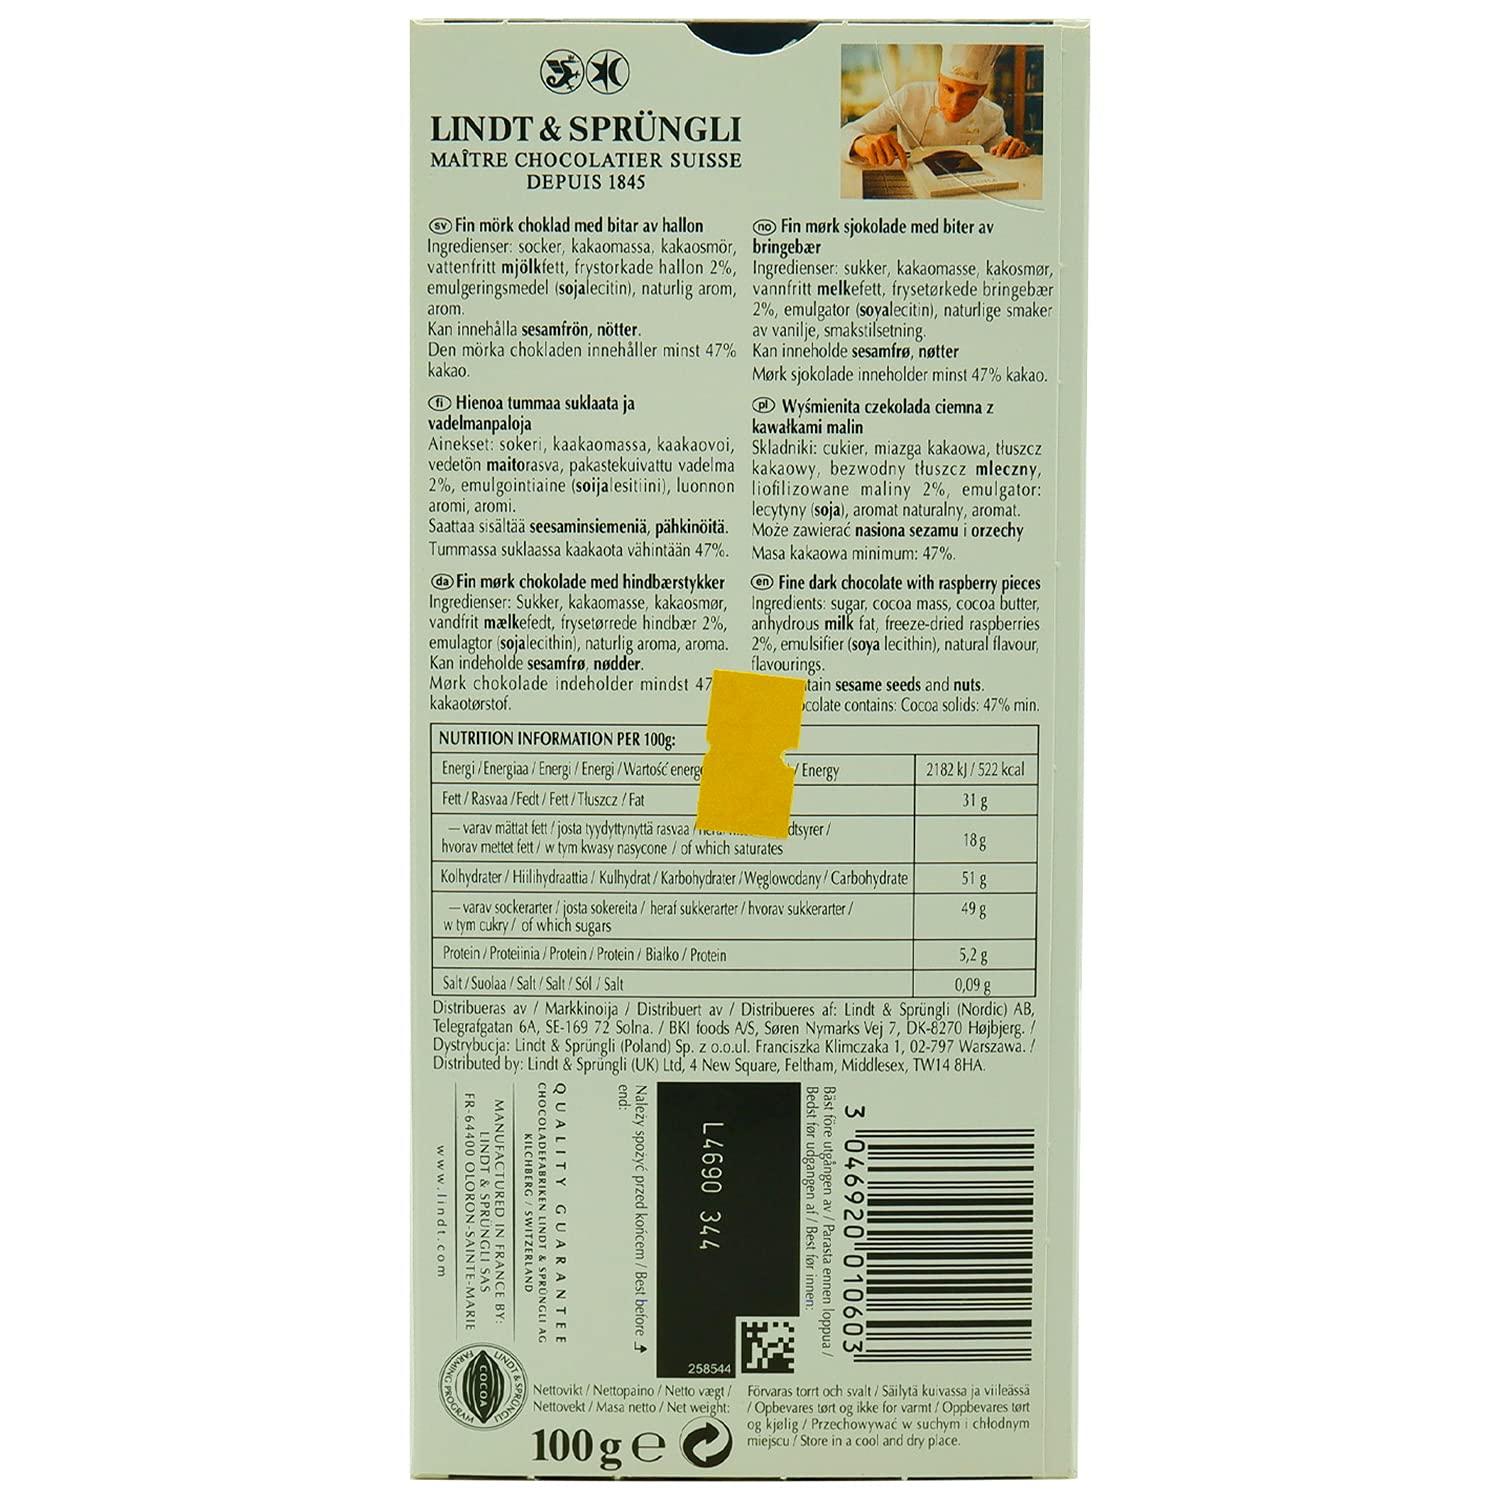 LINDT & SPRÜNGLI
MAÎTRE CHOCOLATIER SUISSE
DEPUIS 1845
sv Fin mörk choklad med bitar av hallon
Ingredienser: socker, kakaomassa, kakaosmör,
vattenfritt mjölkfett, frystorkade hallon 2%,
emulgeringsmedel (sojalecitin), naturlig arom,
arom.
Kan innehålla sesamfrön, nötter.
Den mörka chokladen innehåller minst 47%
kakao.
no Fin mørk sjokolade med biter av
bringebær
Ingredienser: sukker, kakaomasse, kakosmør,
vannfritt melkefett, frysetørkede bringebær
2%, emulgator (soyalecitin), naturlige smaker
av vanilje, smakstilsetning.
Kan inneholde sesamfrø, nøtter
Mørk sjokolade inneholder minst 47% kakao.
fi Hienoa tummaa suklaata ja
vadelmanpaloja
Ainekset: sokeri, kaakaomassa, kaakaovoi,
vedetön maitorasva, pakastekuivattu vadelma
2%, emulgointiaine (soijalesitiini), luonnon
aromi, aromi.
Saattaa sisältää seesaminsiemeniä, pähkinöitä.
Tummassa suklaassa kaakaota vähintään 47%.
pl Wyśmienita czekolada ciemna z
kawałkami malin
Składniki: cukier, miazga kakaowa, tłuszcz
kakaowy, bezwodny tłuszcz mleczny,
liofilizowane maliny 2%, emulgator:
lecytyny (soja), aromat naturalny, aromat.
Może zawierać nasiona sezamu i orzechy
Masa kakaowa minimum: 47%.
da Fin mørk chokolade med hindbærstykker
Ingredienser: Sukker, kakaomasse, kakaosmør,
vandfrit mælkefedt, frysetørrede hindbær 2%,
emulagtor (sojalecithin), naturlig aroma, aroma.
Kan indeholde sesamfrø, nødder.
Mørk chokolade indeholder mindst 47
kakaotørstof.
en Fine dark chocolate with raspberry pieces
Ingredients: sugar, cocoa mass, cocoa butter,
anhydrous milk fat, freeze-dried raspberries
2%, emulsifier (soya lecithin), natural flavour,
flavourings.
sesame seeds and nuts.
contains: Cocoa solids: 47% min.
NUTRITION INFORMATION PER 100g:
Energi / Energiaa / Energi / Energi / Wartość / Energy 2182 kJ / 522 kcal
Fett / Rasvaa / Fedt / Fett / Tłuszcz / Fat 31 g
— varav mättat fett / josta tyydyttynyttä rasvaa /
hvorav mettet fett / w tym kwasy nasycone / of which saturates 18 g
Kolhydrater / Hiilihydraattia / Kulhydrat / Karbohydrater / Węglowodany / Carbohydrate 51 g
— varav sockerarter / josta sokereita / heraf sukkerarter / hvorav sukkerarter /
w tym cukry / of which sugars 49 g
Protein / Proteiinia / Protein / Protein / Białko / Protein 5,2 g
Salt / Suolaa / Salt / Salt / Sól / Salt 0,09 g
Distribueras av / Markkinoija / Distribuert av / Distribueres af: Lindt & Sprüngli (Nordic) AB,
Telegrafgatan 6A, SE-169 72 Solna. / BKI foods A/S, Søren Nymarks Vej 7, DK-8270 Højbjerg. /
Dystrybucja: Lindt & Sprüngli (Poland) Sp. z o.o.ul. Franciszka Klimczaka 1, 02-797 Warszawa. /
Distributed by: Lindt & Sprüngli (UK) Ltd, 4 New Square, Feltham, Middlesex, TW14 8HA.
www.lindt.com
MANUFACTURED IN FRANCE BY:
LINDT & SPRÜNGLI SAS
FR-64400 OLORON-SAINTE-MARIE
QUALITY GUARANTEE
CHOCOLADEFABRIKEN LINDT & SPRÜNGLI AG
KILCHBERG / SWITZERLAND
Należy spożyć przed końcem / Best before
end:
L4690 344
258544
Bäst före utgången av / Parasta ennen loppua /
Bedst før udgangen af / Best før innen:
3 046920 010603
LINDT & SPRÜNGLI
FARMING PROGRAM
COCOA
Nettovikt / Nettopaino / Netto vægt /
Nettovekt / Masa netto / Net weight:
100g e
Förvaras torrt och svalt / Säilytä kuivassa ja viileässä
/ Opbevares tørt og ikke for varmt / Oppbevares tørt
og kjølig / Przechowywać w suchym i chłodnym
miejscu / Store in a cool and dry place.